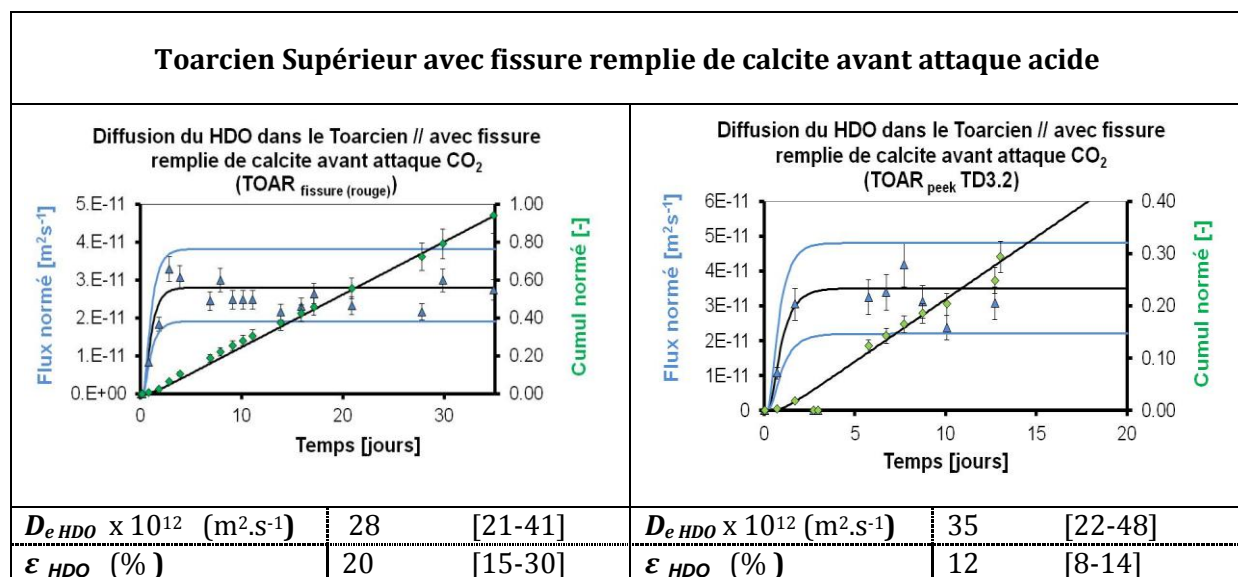 Toarcien Supérieur avec fissure remplie de calcite avant attaque acide
Diffusion du HDO dans le Toarcien // avec fissure
remplie de calcite avant attaque CO₂
(TOAR fissure (rouge))
5.E-11
4.E-11
3.E-11
2.E-11
1.E-11
0.E+00
Flux normé [m²s⁻¹]
1.00
0.80
0.60
0.40
0.20
0.00
Cumul normé [-]
0 10 20 30
Temps [jours]
Diffusion du HDO dans le Toarcien // avec fissure
remplie de calcite avant attaque CO₂
(TOAR peek TD3.2)
6E-11
5E-11
4E-11
3E-11
2E-11
1E-11
0
Flux normé [m²s⁻¹]
0.40
0.30
0.20
0.10
0.00
Cumul normé [-]
0 5 10 15 20
Temps [jours]
De HDO x 10¹² (m².s⁻¹) 28 [21-41] De HDO x 10¹² (m².s⁻¹) 35 [22-48]
ε HDO (%) 20 [15-30] ε HDO (%) 12 [8-14]